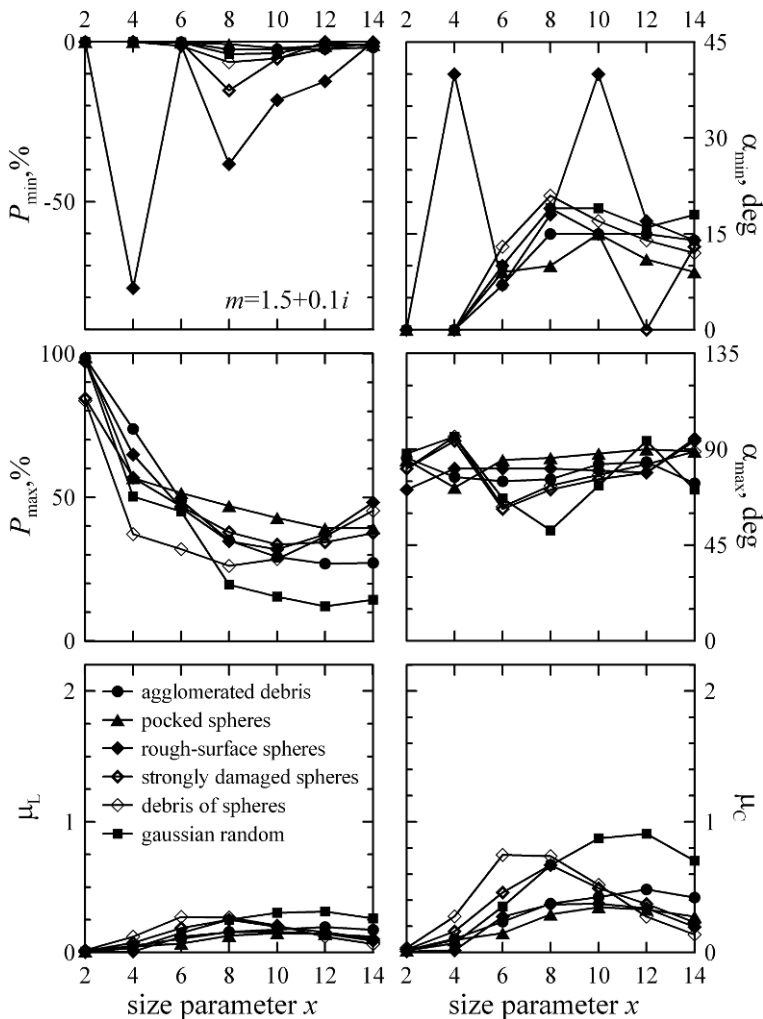 2 4 6 8 10 12 14
2 4 6 8 10 12 14
0
-50
P_min, %
m=1.5+0.1i
45
30
15
0
α_min, deg
100
50
0
P_max, %
135
90
45
0
α_max, deg
2
1
0
μ_L
agglomerated debris
pocked spheres
rough-surface spheres
strongly damaged spheres
debris of spheres
gaussian random
2
1
0
μ_C
2 4 6 8 10 12 14
2 4 6 8 10 12 14
size parameter x
size parameter x